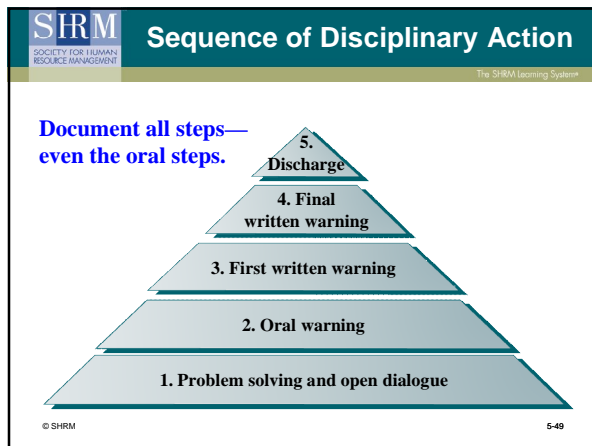 SHRM
SOCIETY FOR HUMAN
RESOURCE MANAGEMENT
Sequence of Disciplinary Action
The SHRM Learning System®
Document all steps—
even the oral steps.
5.
Discharge
4. Final
written warning
3. First written warning
2. Oral warning
1. Problem solving and open dialogue
© SHRM
5-49